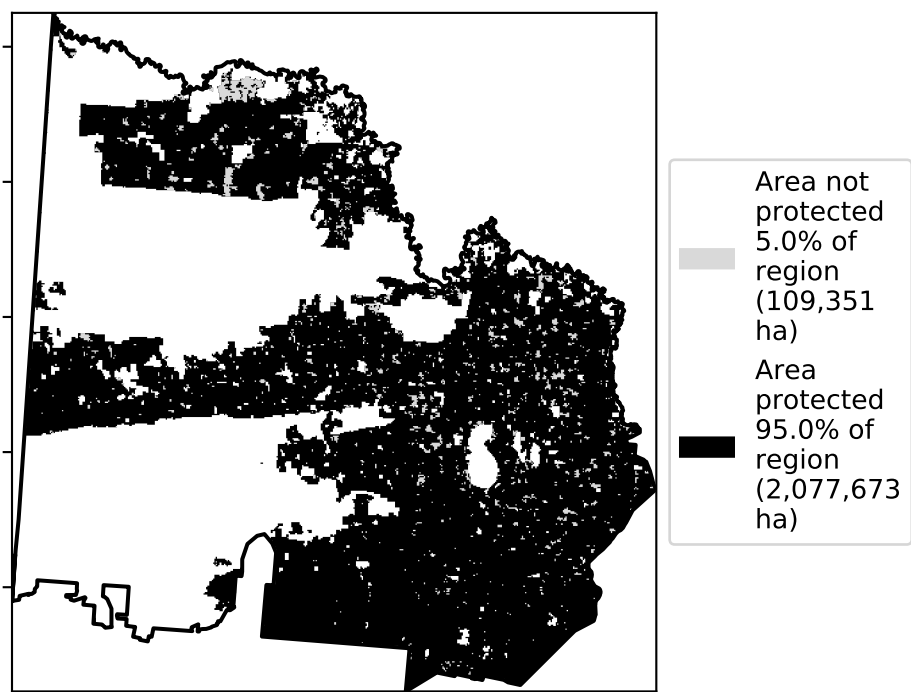 Area not
protected
5.0% of
region
(109,351
ha)
Area
protected
95.0% of
region
(2,077,673
ha)